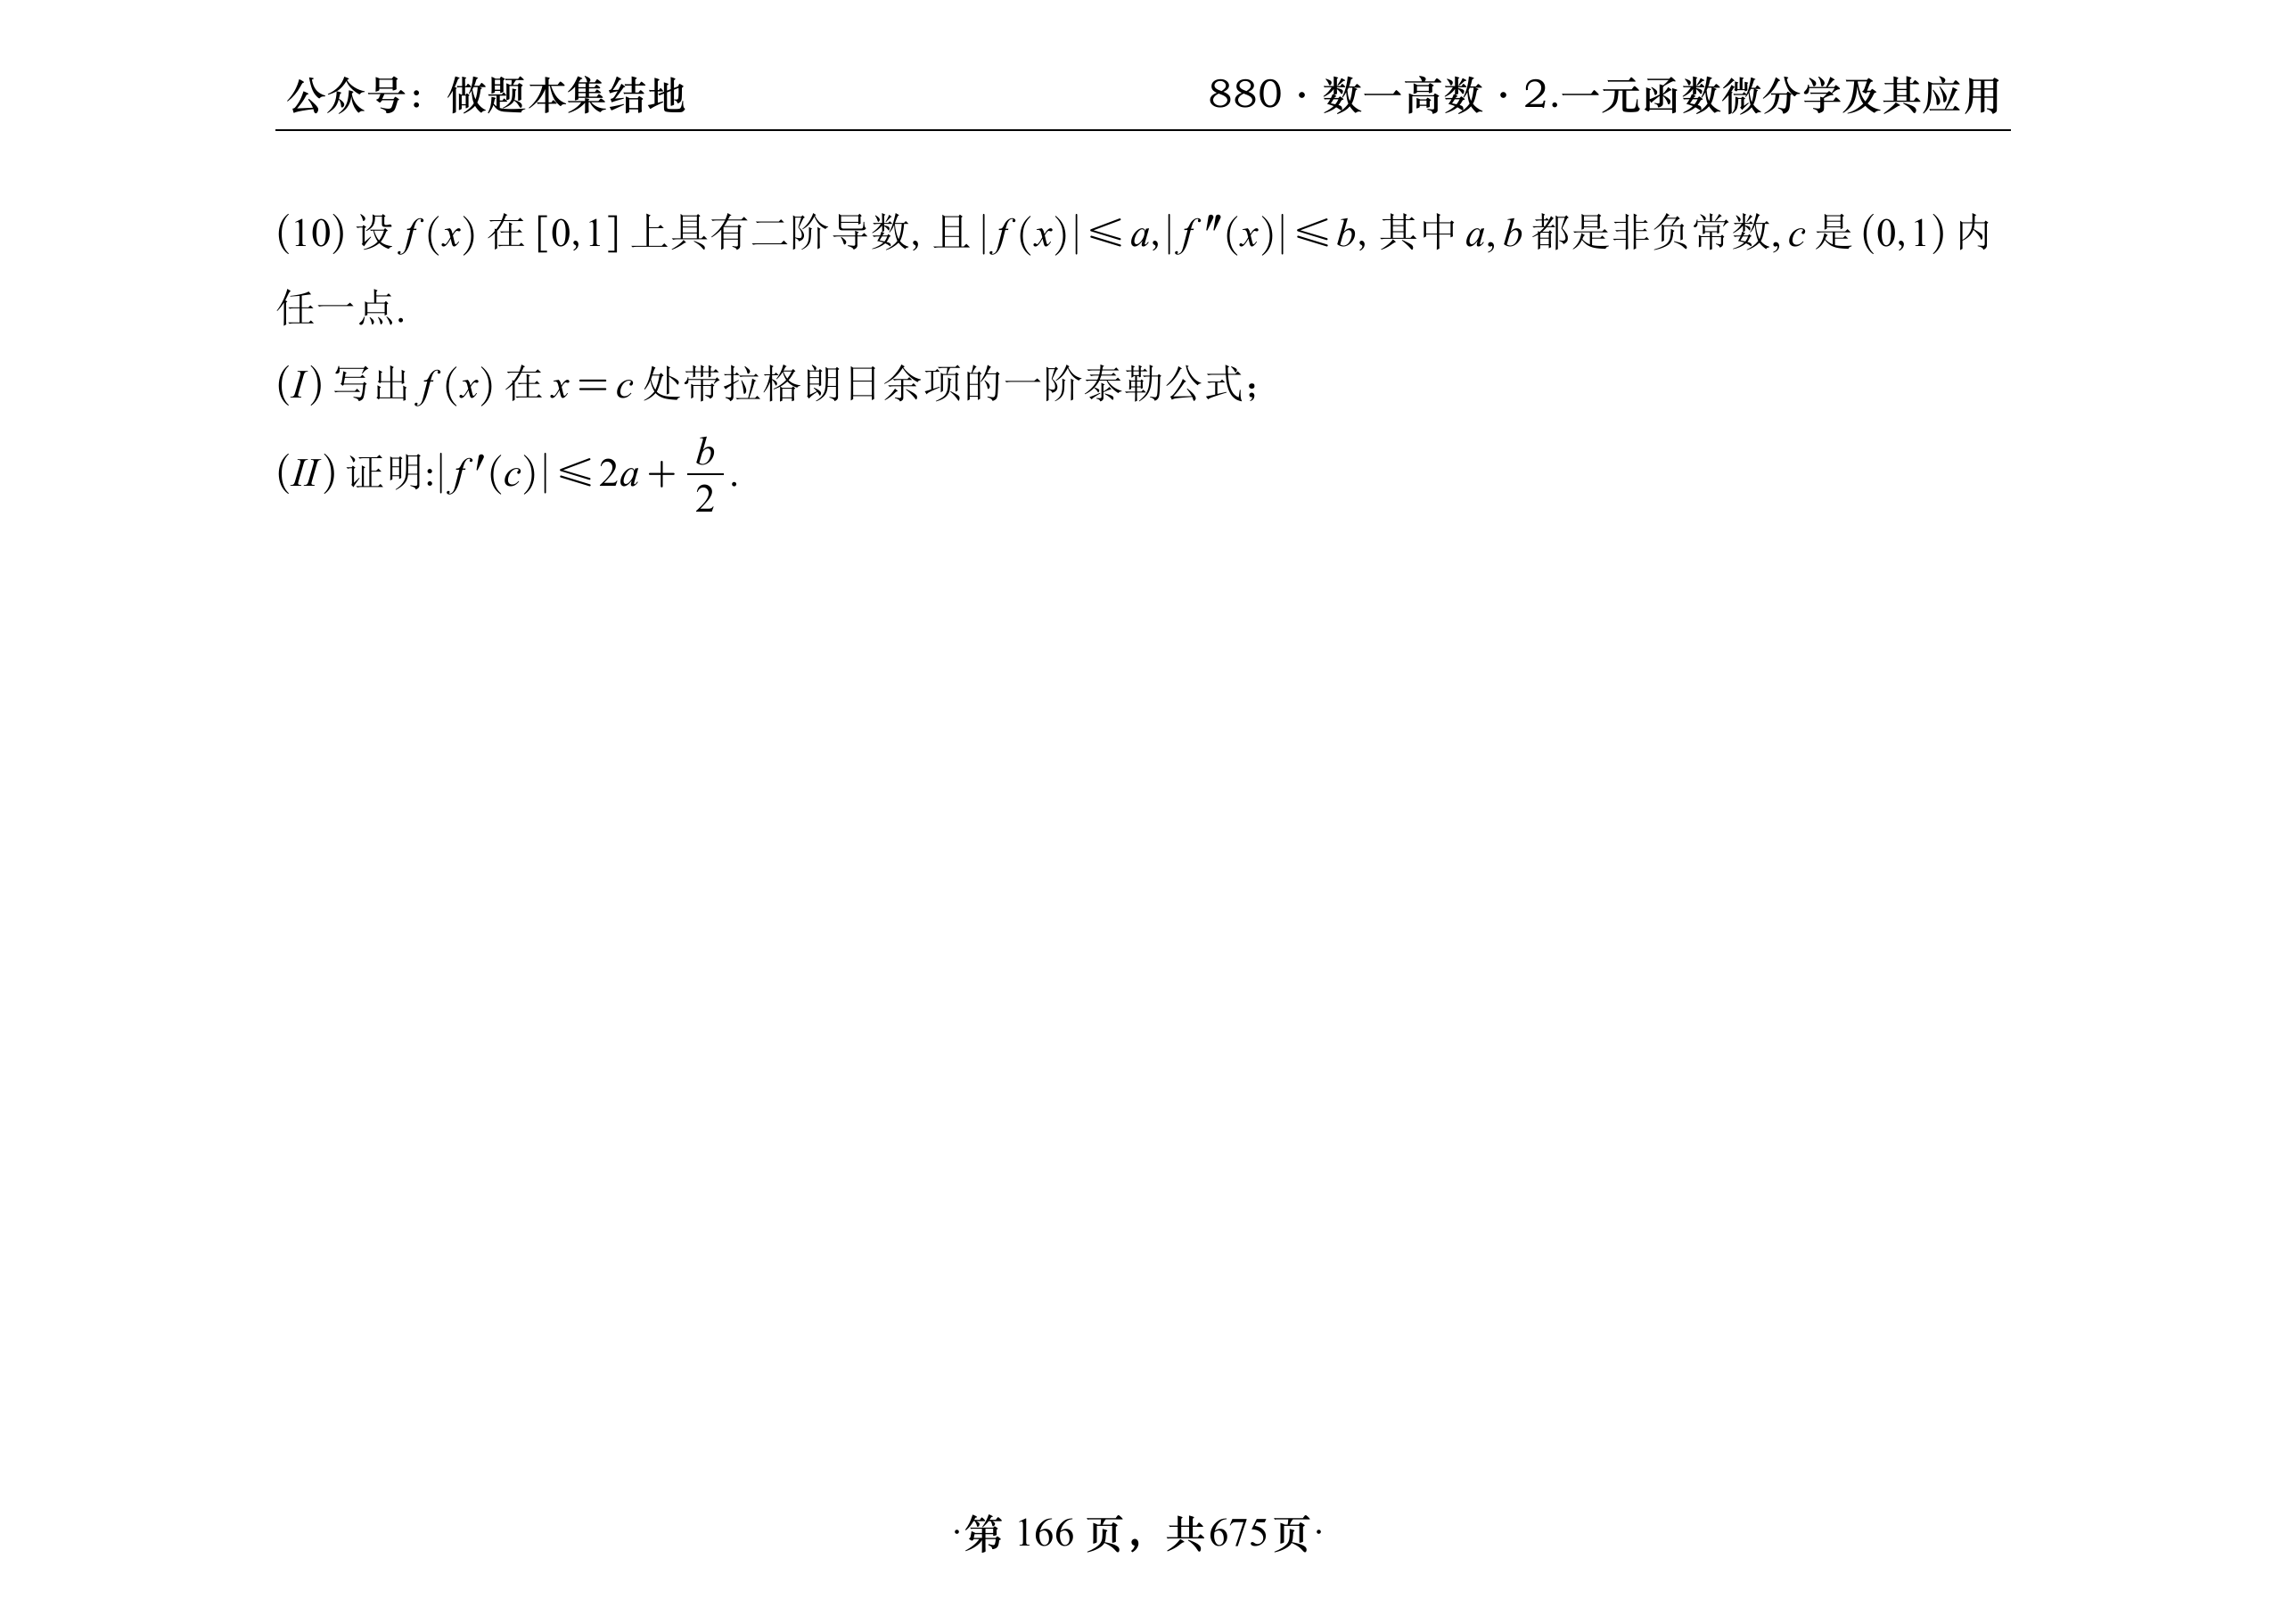 公众号：做题本集结地 880·数一高数·2.一元函数微分学及其应用
(10) 设 f(x) 在 [0,1] 上具有二阶导数, 且 |f(x)|≤a,|f″(x)|≤b, 其中 a,b 都是非负常数,c 是 (0,1) 内
任一点.
(I) 写出 f(x) 在 x=c 处带拉格朗日余项的一阶泰勒公式；
(II) 证明:|f′(c)|≤2a+b/2.
·第 166 页，共675页·